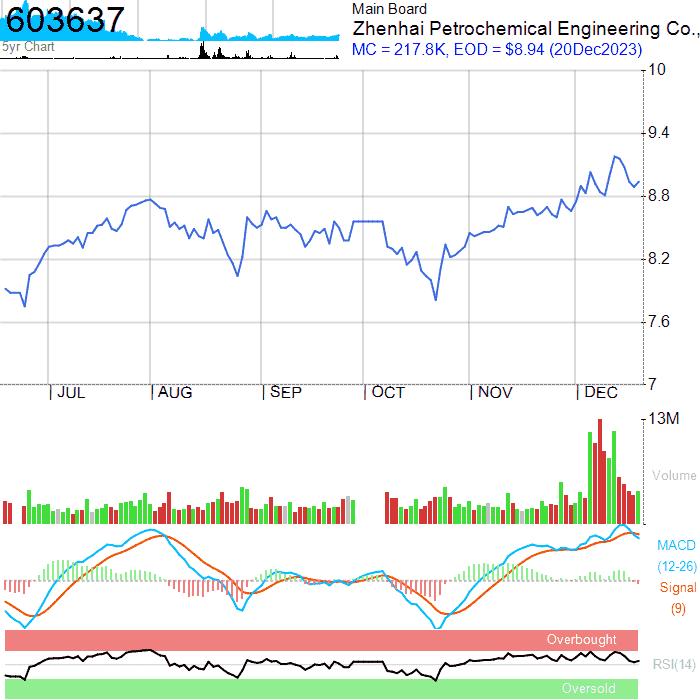 603637
5yr Chart
Main Board
Zhenhai Petrochemical Engineering Co.,
MC = 217.8K, EOD = $8.94 (20Dec2023)
10
9.4
8.8
8.2
7.6
7
JUL AUG SEP OCT NOV DEC
13M
Volume
MACD
(12-26)
Signal
(9)
Overbought
RSI(14)
Oversold